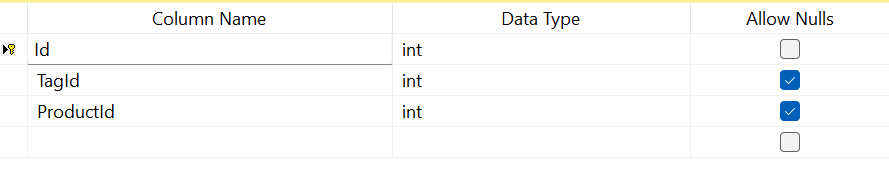 Column Name Data Type Allow Nulls
Id int
TagId int
ProductId int